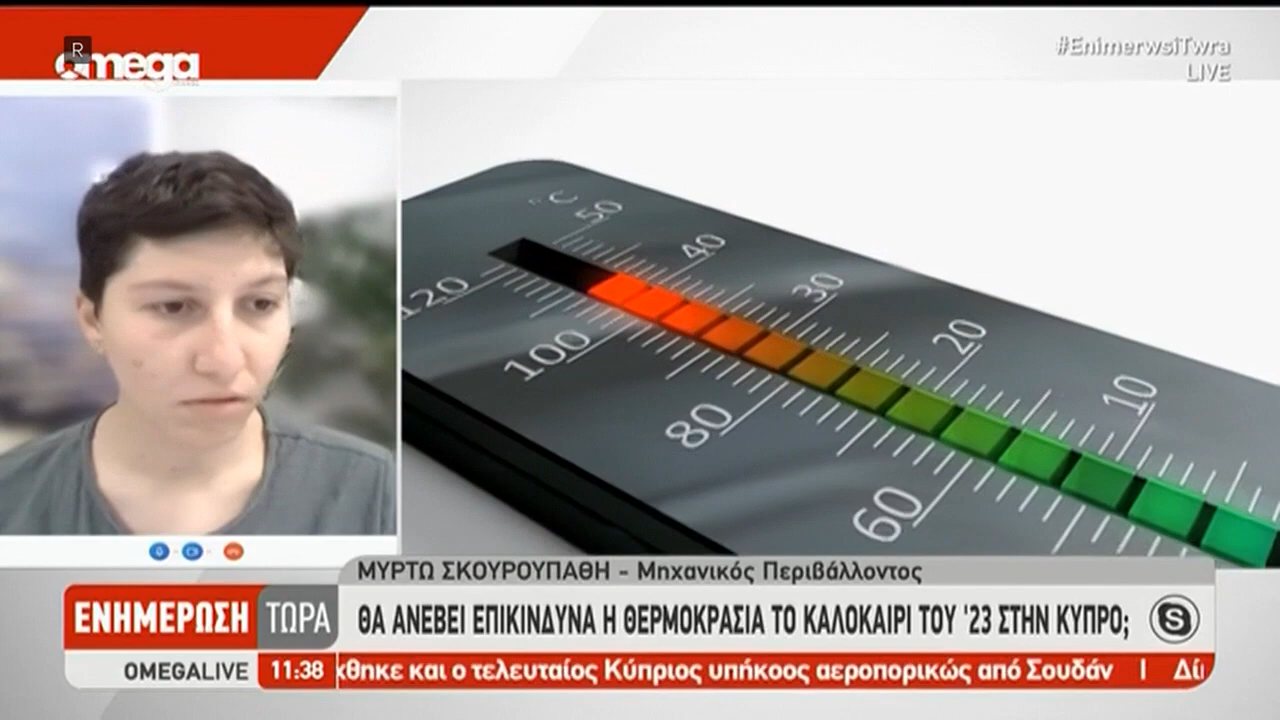 R
omega
#EnimerwsiTwra
LIVE
°C
50
40
30
20
10
120
100
80
60
ΜΥΡΤΩ ΣΚΟΥΡΟΥΠΑΘΗ – Μηχανικός Περιβάλλοντος
ΕΝΗΜΕΡΩΣΗ ΤΩΡΑ
ΘΑ ΑΝΕΒΕΙ ΕΠΙΚΙΝΔΥΝΑ Η ΘΕΡΜΟΚΡΑΣΙΑ ΤΟ ΚΑΛΟΚΑΙΡΙ ΤΟΥ '23 ΣΤΗΝ ΚΥΠΡΟ;
OMEGALIVE 11:38 χθηκε και ο τελευταίος Κύπριος υπήκοος αεροπορικώς από Σουδάν | Δί